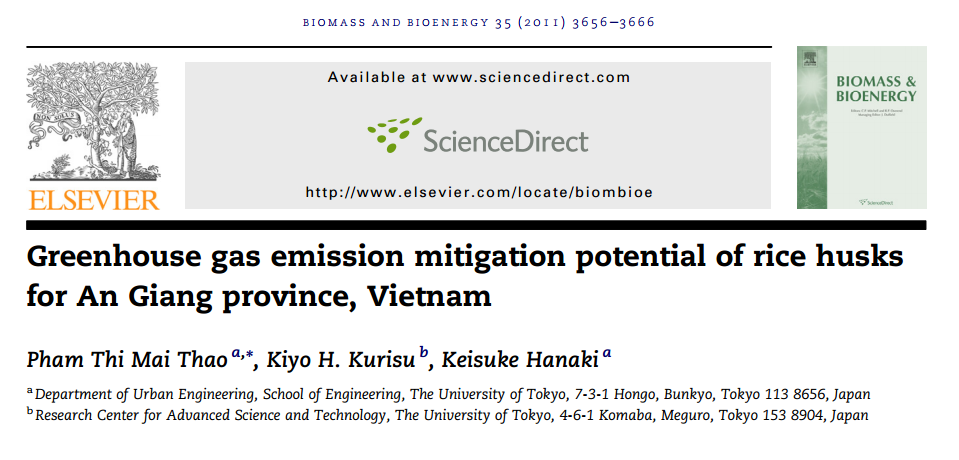 BIOMASS AND BIOENERGY 35 (2011) 3656–3666
Available at www.sciencedirect.com
ScienceDirect
http://www.elsevier.com/locate/biombioe
NON SOLUS
ELSEVIER
BIOMASS &
BIOENERGY
ScienceDirect
Greenhouse gas emission mitigation potential of rice husks
for An Giang province, Vietnam
Pham Thi Mai Thao a,*, Kiyo H. Kurisu b, Keisuke Hanaki a
a Department of Urban Engineering, School of Engineering, The University of Tokyo, 7-3-1 Hongo, Bunkyo, Tokyo 113 8656, Japan
b Research Center for Advanced Science and Technology, The University of Tokyo, 4-6-1 Komaba, Meguro, Tokyo 153 8904, Japan